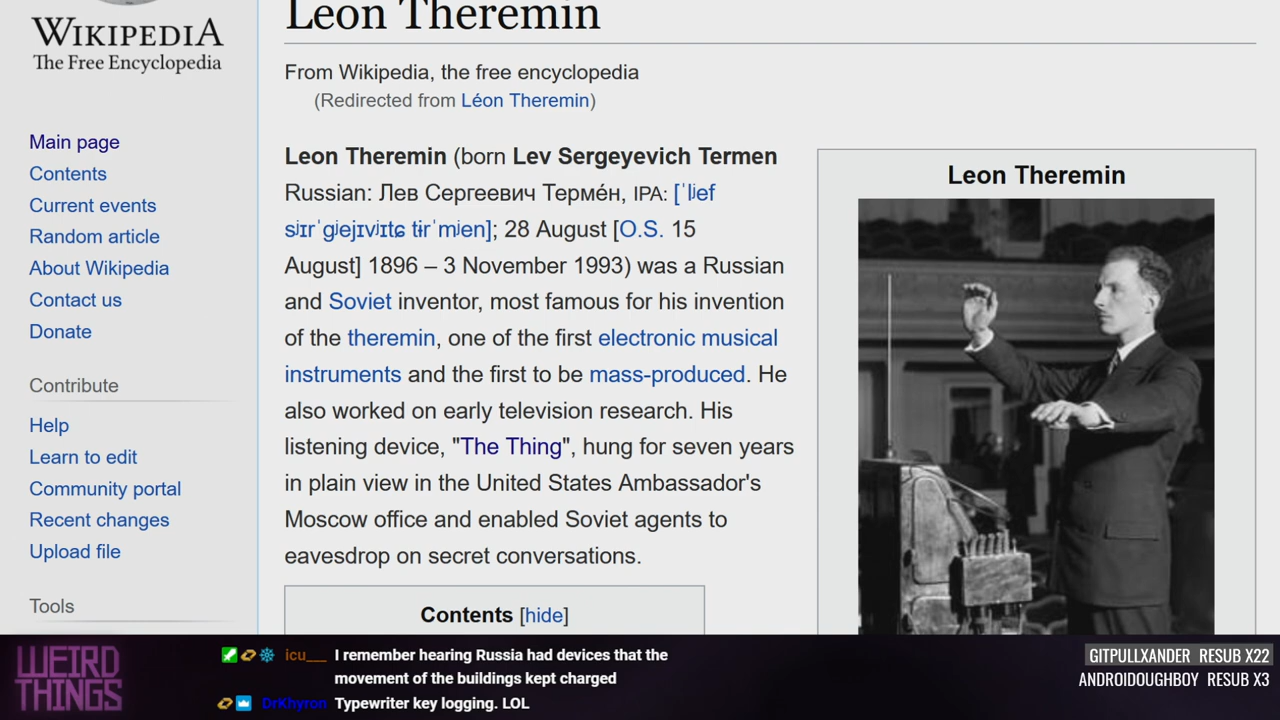 WIKIPEDIA
The Free Encyclopedia
Main page
Contents
Current events
Random article
About Wikipedia
Contact us
Donate
Contribute
Help
Learn to edit
Community portal
Recent changes
Upload file
Tools
Leon Theremin
From Wikipedia, the free encyclopedia
(Redirected from Léon Theremin)
Leon Theremin (born Lev Sergeyevich Termen
Russian: Лев Сергеевич Терме́н, IPA: [ˈlʲef
sʲɪrˈɡʲejɪvʲɪtɕ tɨrˈmʲen]; 28 August [O.S. 15
August] 1896 – 3 November 1993) was a Russian
and Soviet inventor, most famous for his invention
of the theremin, one of the first electronic musical
instruments and the first to be mass-produced. He
also worked on early television research. His
listening device, "The Thing", hung for seven years
in plain view in the United States Ambassador's
Moscow office and enabled Soviet agents to
eavesdrop on secret conversations.
Contents [hide]
Leon Theremin
WEIRD
THINGS
icu___ I remember hearing Russia had devices that the
movement of the buildings kept charged
DrKhyron Typewriter key logging. LOL
GITPULLXANDER RESUB X22
ANDROIDOUGHBOY RESUB X3